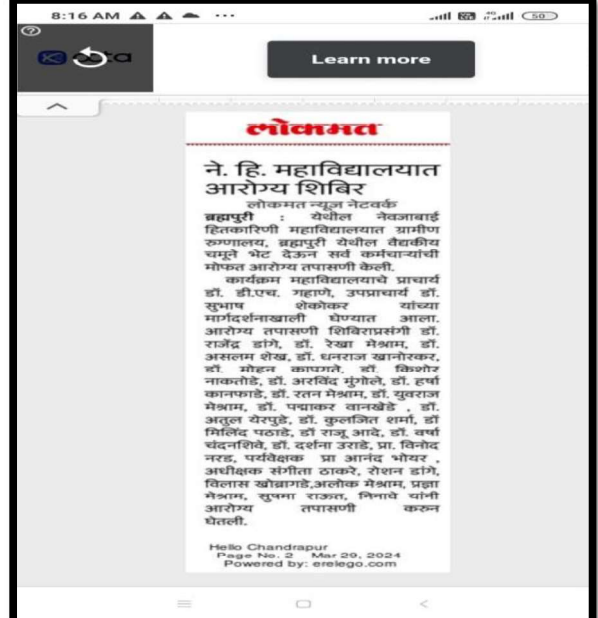 8:16 AM
50
Learn more
लोकमत
ने. हि. महाविद्यालयात
आरोग्य शिबिर
लोकमत न्यूज नेटवर्क
ब्रह्मपुरी : येथील नेवजाबाई
हितकारिणी महाविद्यालयात ग्रामीण
रुग्णालय, ब्रह्मपुरी येथील वैद्यकीय
चमूने भेट देऊन सर्व कर्मचाऱ्यांची
मोफत आरोग्य तपासणी केली.
कार्यक्रम महाविद्यालयाचे प्राचार्य
डॉ. डी.एच. गहाणे, उपप्राचार्य डॉ.
सुभाष शेकोकर यांच्या
मार्गदर्शनाखाली घेण्यात आला.
आरोग्य तपासणी शिबिराप्रसंगी डॉ.
राजेंद्र डांगे, डॉ. रेखा मेश्राम, डॉ.
असलम शेख, डॉ. धनराज खानोरकर,
डॉ. मोहन कापगते, डॉ. किशोर
नाकतोडे, डॉ. अरविंद मुंगोले, डॉ. हर्षा
कानफाडे, डॉ. रतन मेश्राम, डॉ. युवराज
मेश्राम, डॉ. पद्माकर वानखेडे , डॉ.
अतुल येरपुडे, डॉ. कुलजित शर्मा, डॉ
मिलिंद पठाडे, डॉ राजू आदे, डॉ. वर्षा
चंदनशिवे, डॉ. दर्शना उराडे, प्रा. विनोद
नरड, पर्यवेक्षक प्रा आनंद भोयर ,
अधीक्षक संगीता ठाकरे, रोशन डांगे,
विलास खोब्रागडे,अलोक मेश्राम, प्रज्ञा
मेश्राम, सुषमा राऊत, निनावे यांनी
आरोग्य तपासणी करुन
घेतली.
Hello Chandrapur
Page No. 2 Mar 29, 2024
Powered by: erelego.com